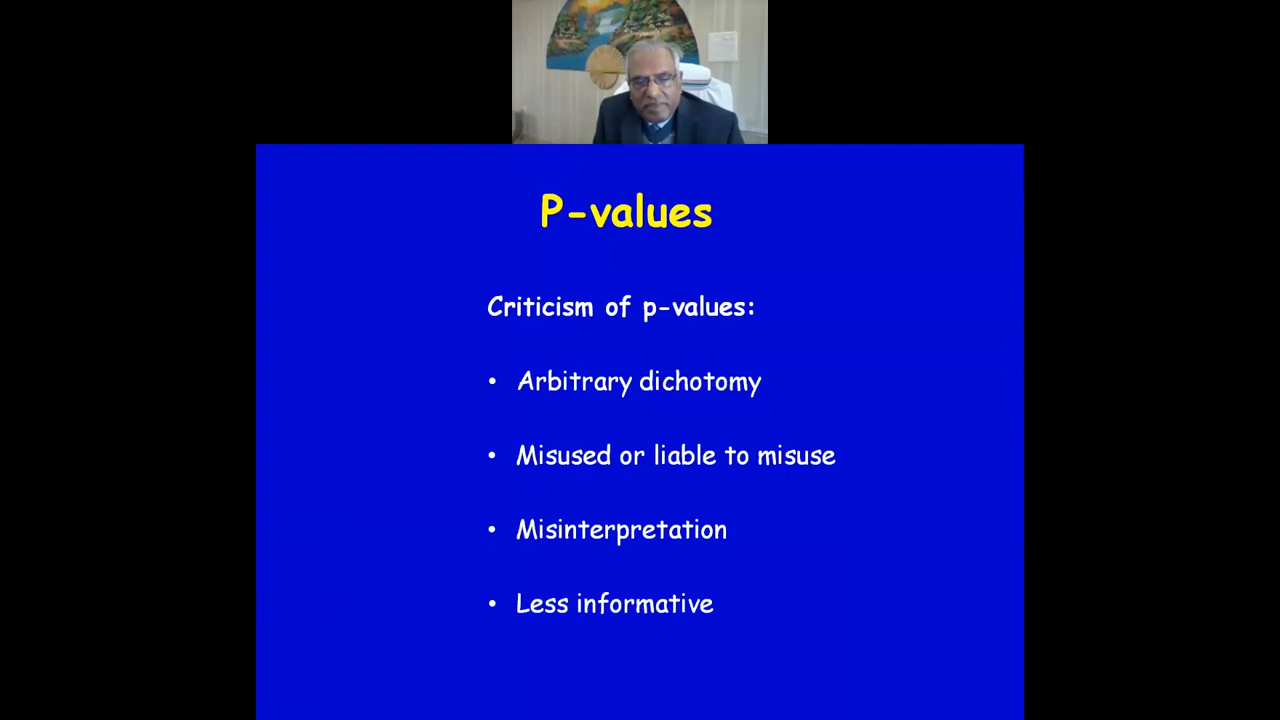 P-values
Criticism of p-values:
• Arbitrary dichotomy
• Misused or liable to misuse
• Misinterpretation
• Less informative